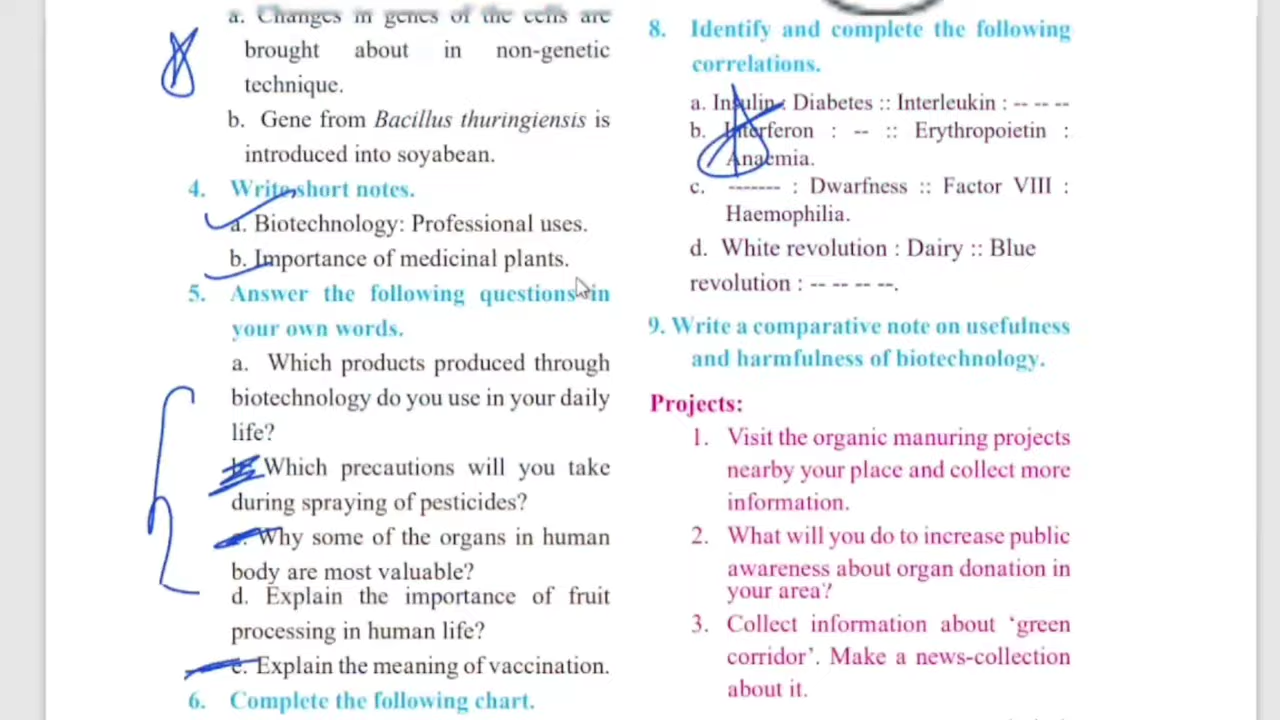 a. Changes in genes of the cells are
brought about in non-genetic
technique.
b. Gene from Bacillus thuringiensis is
introduced into soyabean.
4. Write short notes.
a. Biotechnology: Professional uses.
b. Importance of medicinal plants.
5. Answer the following questions in
your own words.
a. Which products produced through
biotechnology do you use in your daily
life?
Which precautions will you take
during spraying of pesticides?
Why some of the organs in human
body are most valuable?
d. Explain the importance of fruit
processing in human life?
e. Explain the meaning of vaccination.
6. Complete the following chart.
8. Identify and complete the following
correlations.
a. Insulin : Diabetes :: Interleukin : -- -- --
b. Interferon : -- :: Erythropoietin :
Anaemia.
c. ------- : Dwarfness :: Factor VIII :
Haemophilia.
d. White revolution : Dairy :: Blue
revolution : -- -- -- --.
9. Write a comparative note on usefulness
and harmfulness of biotechnology.
Projects:
1. Visit the organic manuring projects
nearby your place and collect more
information.
2. What will you do to increase public
awareness about organ donation in
your area?
3. Collect information about ‘green
corridor’. Make a news-collection
about it.